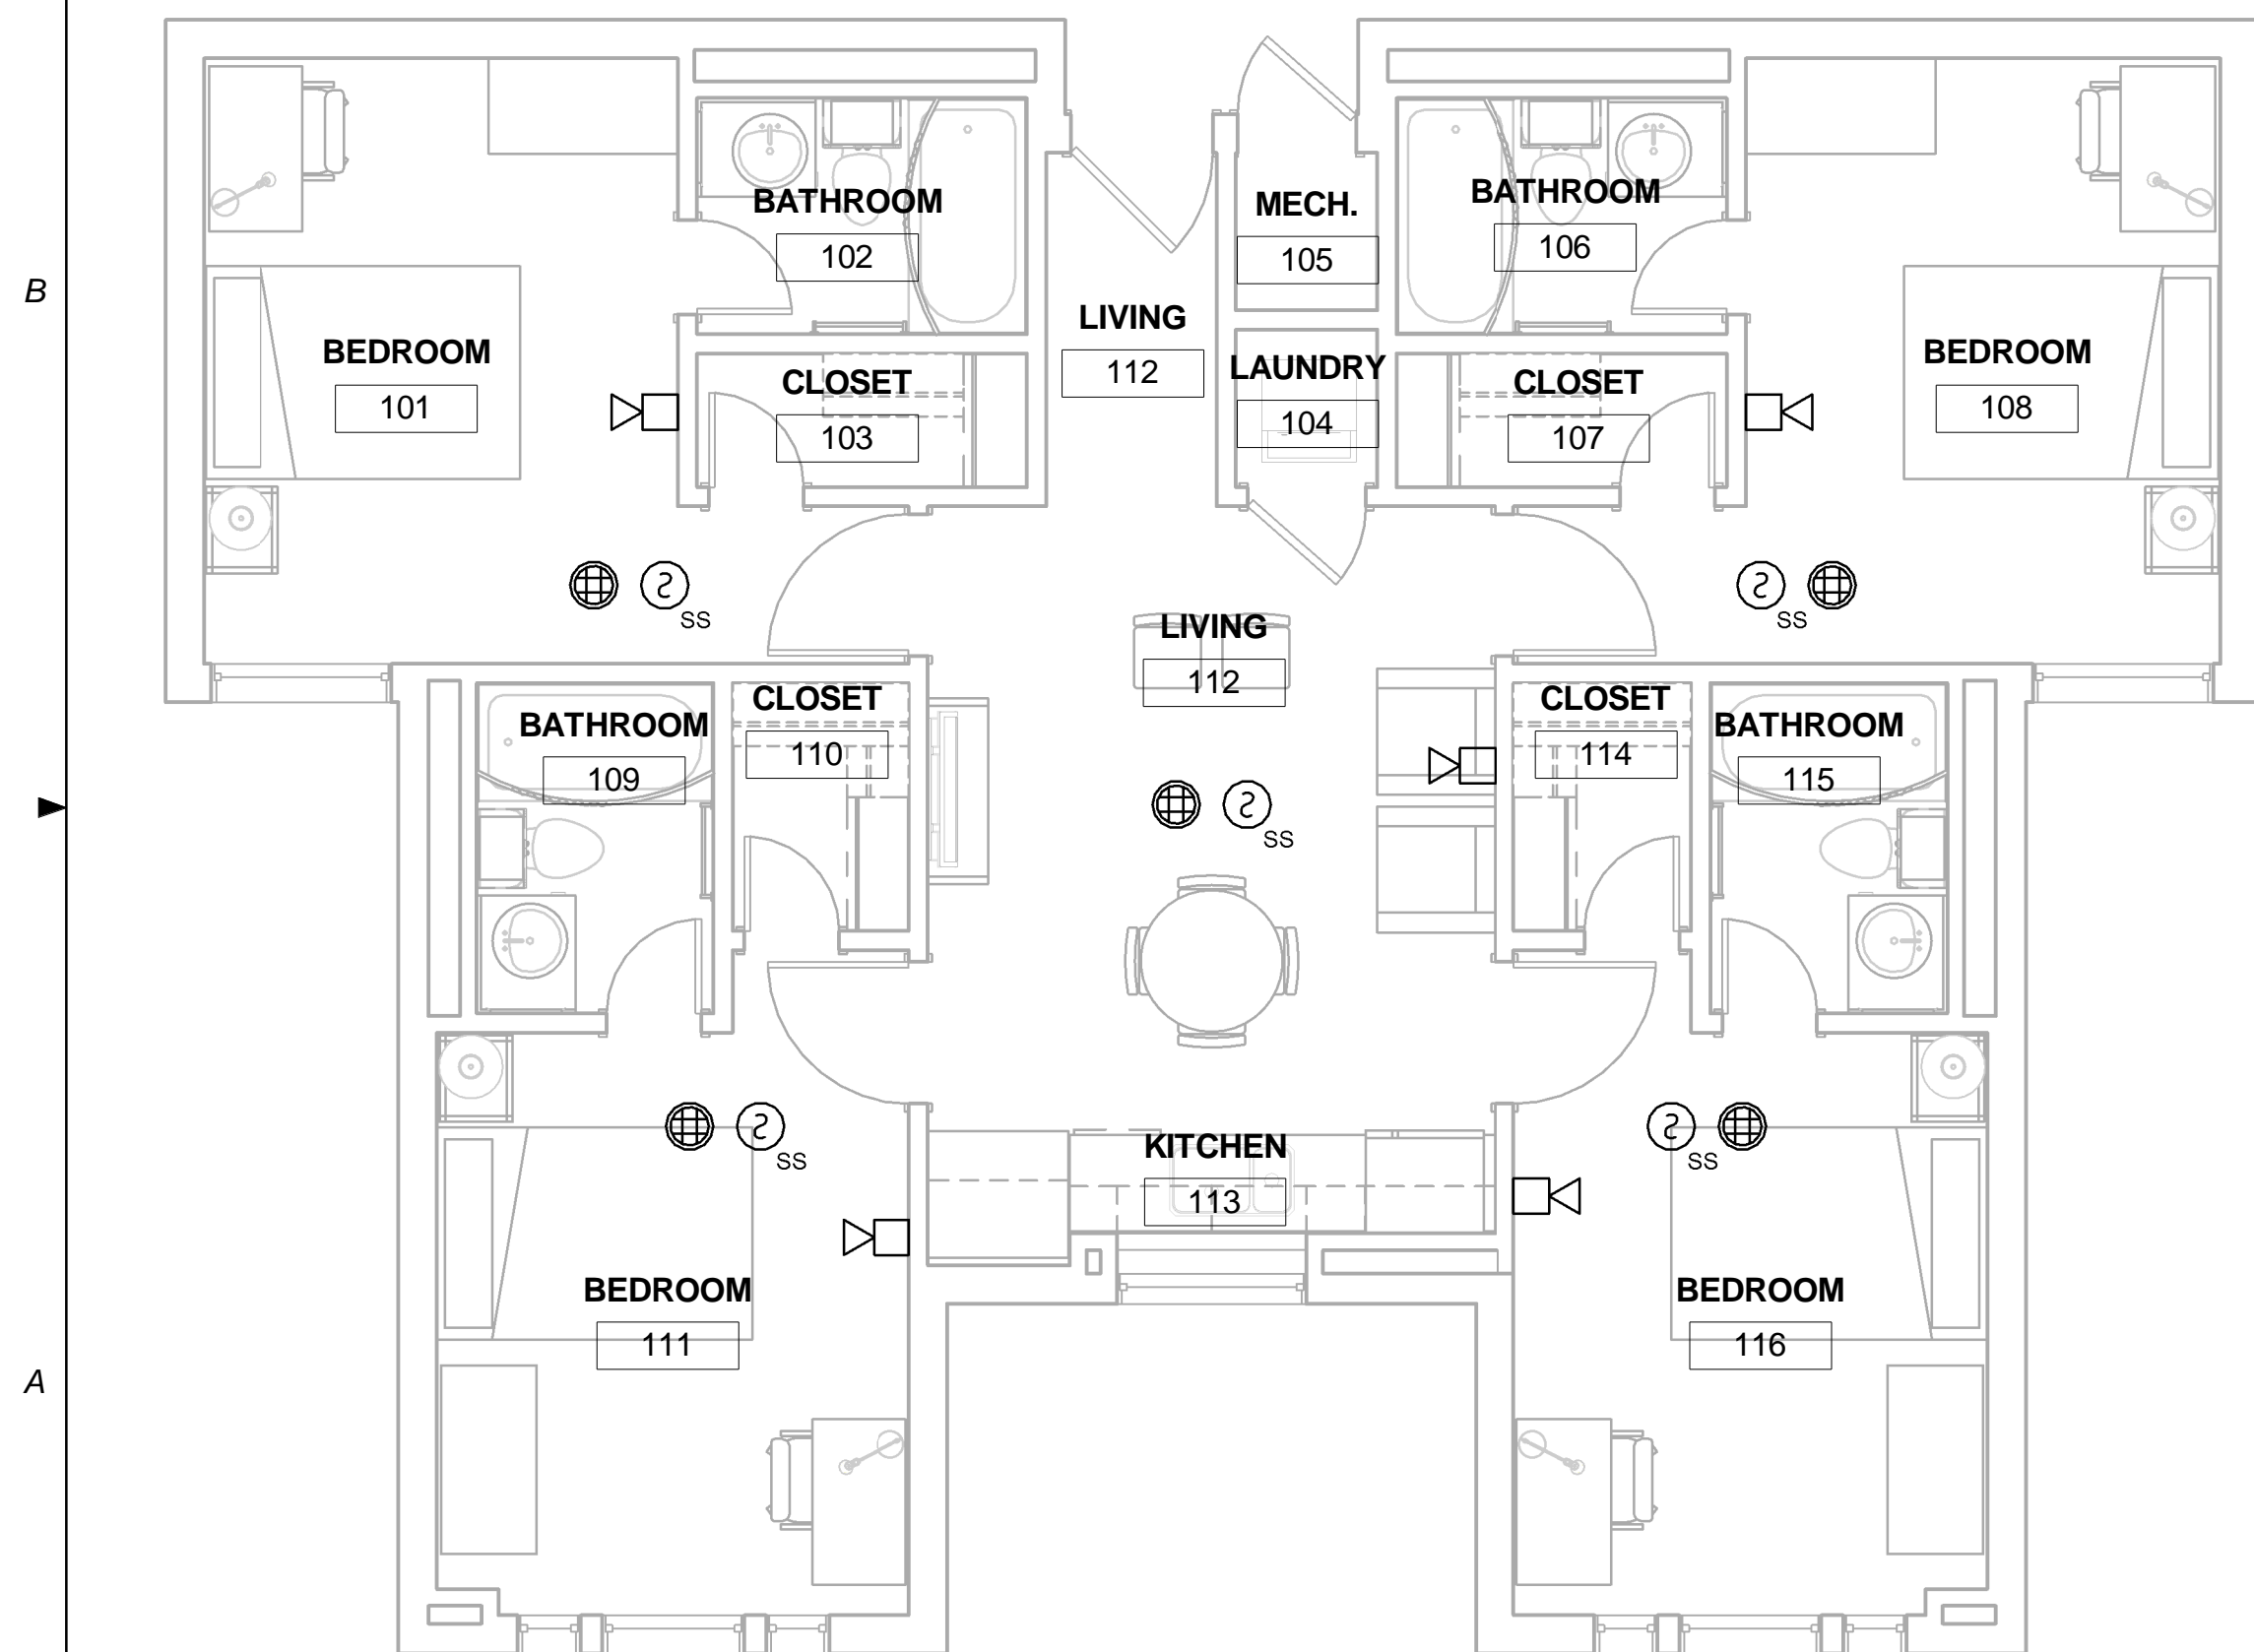 B
A
BATHROOM
102
MECH.
105
BATHROOM
106
BEDROOM
101
CLOSET
103
LIVING
112
LAUNDRY
104
CLOSET
107
BEDROOM
108
SS
SS
LIVING
112
BATHROOM
109
CLOSET
110
CLOSET
114
BATHROOM
115
SS
SS
SS
KITCHEN
113
BEDROOM
111
BEDROOM
116